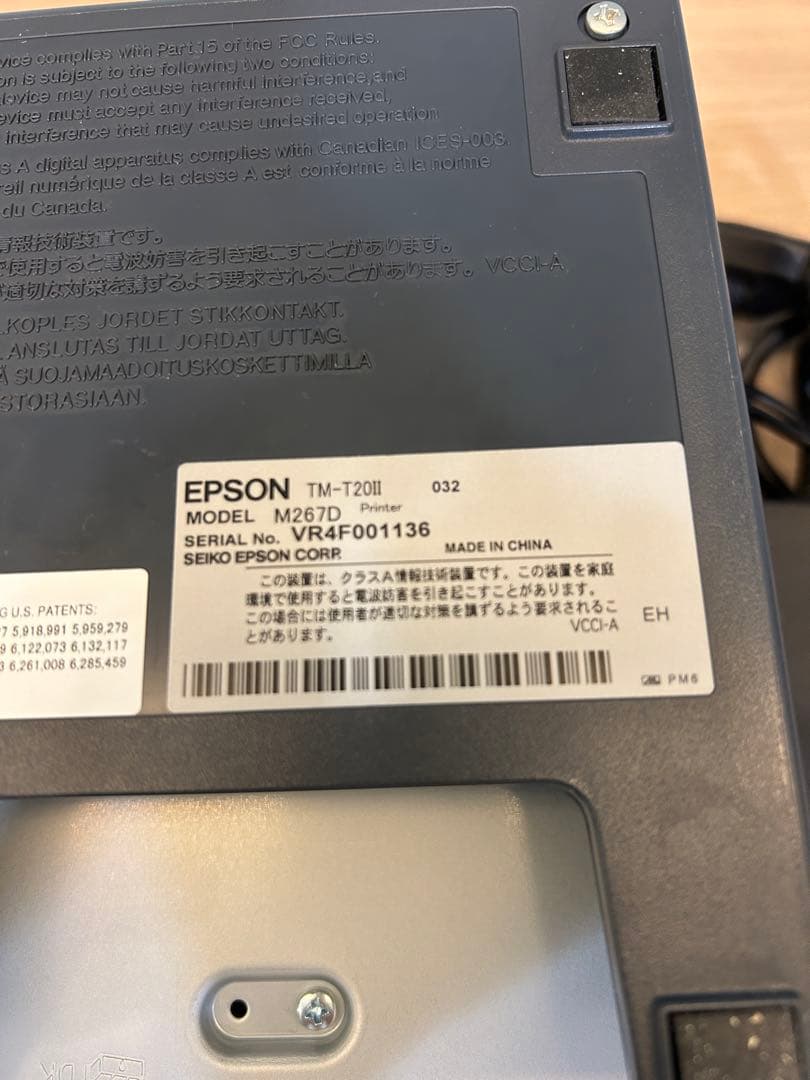 vice complies with Part 15 of the FCC Rules.
on is subject to the following two conditions:
device may not cause harmful interference, and
device must accept any interference received,
interference that may cause undesired operation
s A digital apparatus complies with Canadian ICES-003.
reil numérique de la classe A est conforme à la norme
du Canada.
情報技術装置です。
で使用すると電波妨害を引き起こすことがあります。
が適切な対策を講ずるよう要求されることがあります。 VCCI-A
KOPLES JORDET STIKKONTAKT.
ANSLUTAS TILL JORDAT UTTAG.
Ä SUOJAMAADOITUSKOSKETTIMILLA
STORASIAAN.
EPSON TM-T20II 032
MODEL M267D Printer
SERIAL No. VR4F001136
SEIKO EPSON CORP. MADE IN CHINA
この装置は、クラスA情報技術装置です。この装置を家庭
環境で使用すると電波妨害を引き起こすことがあります。
この場合には使用者が適切な対策を講ずるよう要求されるこ
とがあります。
VCCI-A
EH
PM6
G U.S. PATENTS:
7 5,918,991 5,959,279
9 6,122,073 6,132,117
3 6,261,008 6,285,459
DK